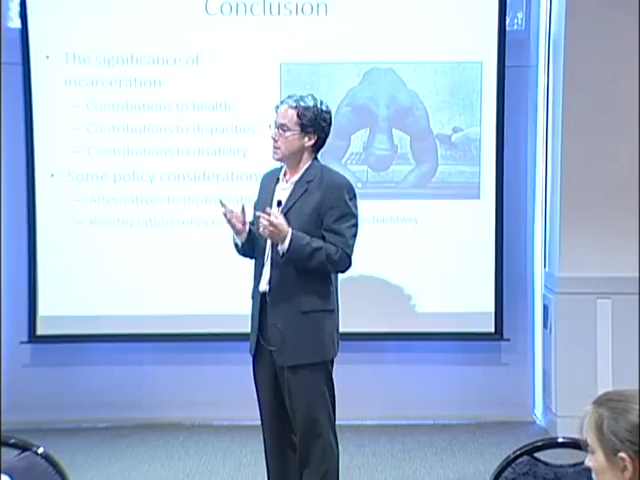 Conclusion
• The significance of
incarceration:
– Contributions to health
– Contributions to disparities
– Contributions to disability
• Some policy considerations
– Alternatives to
– Reintegration services